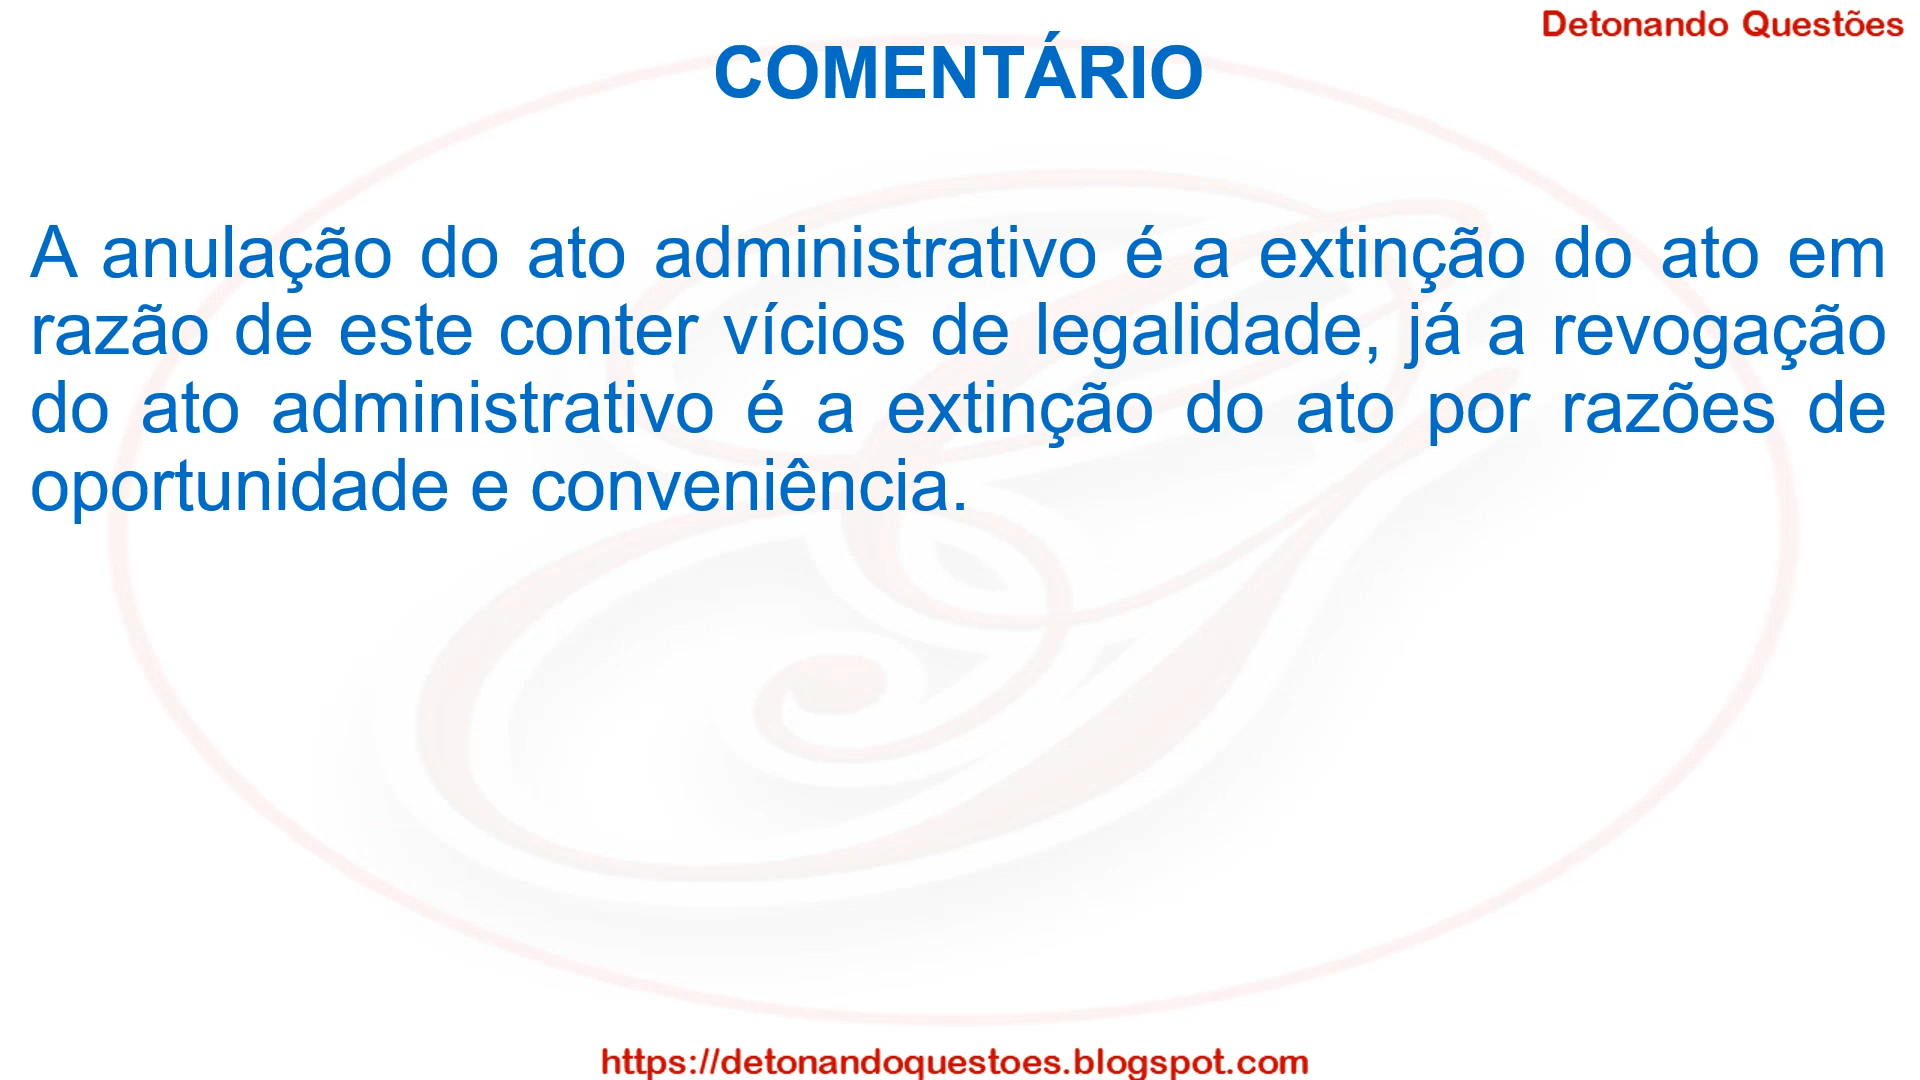 Detonando Questões
COMENTÁRIO
A anulação do ato administrativo é a extinção do ato em
razão de este conter vícios de legalidade, já a revogação
do ato administrativo é a extinção do ato por razões de
oportunidade e conveniência.
https://detonandoquestoes.blogspot.com